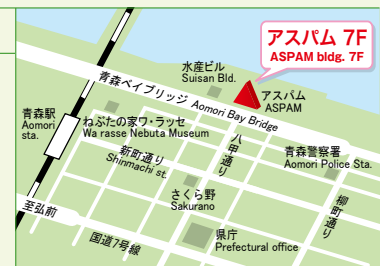 アスパム 7F
ASPAM bldg. 7F
水産ビル
Suisan Bld.
アスパム
ASPAM
青森ベイブリッジ Aomori Bay Bridge
青森駅
Aomori
sta.
ねぶたの家ワ・ラッセ
Wa rasse Nebuta Museum
新町通り
Shinmachi st.
八甲通り
青森警察署
Aomori Police Sta.
柳町通り
さくら野
Sakurano
至弘前
国道7号線
県庁
Prefectural office